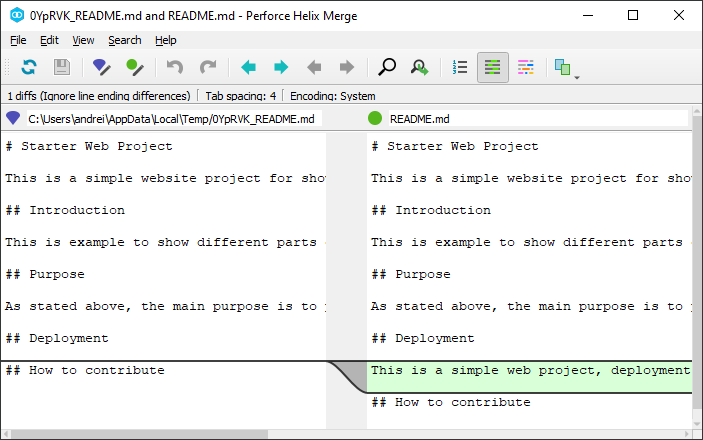 0YpRVK_README.md and README.md - Perforce Helix Merge
File Edit View Search Help
1 diffs (Ignore line ending differences) Tab spacing: 4 Encoding: System
C:\Users\andrei\AppData\Local\Temp/0YpRVK_README.md
# Starter Web Project
This is a simple website project for
## Introduction
This is example to show different parts
## Purpose
As stated above, the main purpose is to
## Deployment
## How to contribute
README.md
# Starter Web Project
This is a simple website project for
## Introduction
This is example to show different parts
## Purpose
As stated above, the main purpose is to
## Deployment
This is a simple web project, deployment
## How to contribute